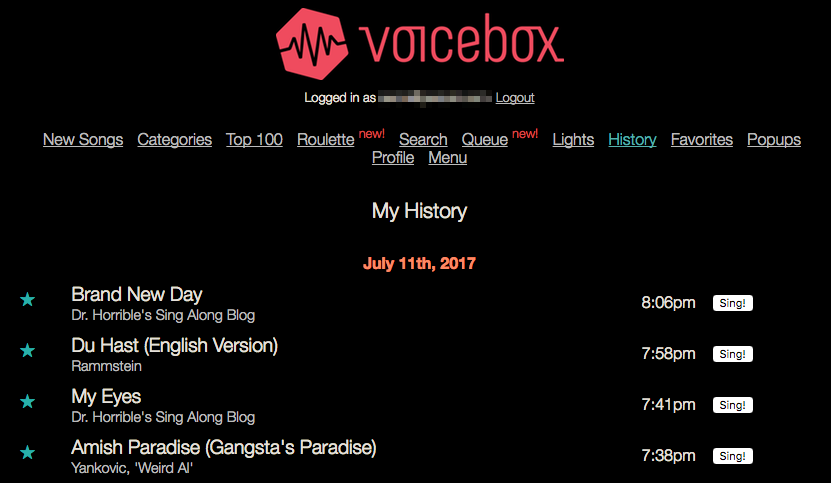 voicebox
Logged in as Logout
New Songs Categories Top 100 Roulette new! Search Queue new! Lights History Favorites Popups
Profile Menu
My History
July 11th, 2017
Brand New Day
Dr. Horrible's Sing Along Blog
8:06pm Sing!
Du Hast (English Version)
Rammstein
7:58pm Sing!
My Eyes
Dr. Horrible's Sing Along Blog
7:41pm Sing!
Amish Paradise (Gangsta's Paradise)
Yankovic, 'Weird Al'
7:38pm Sing!